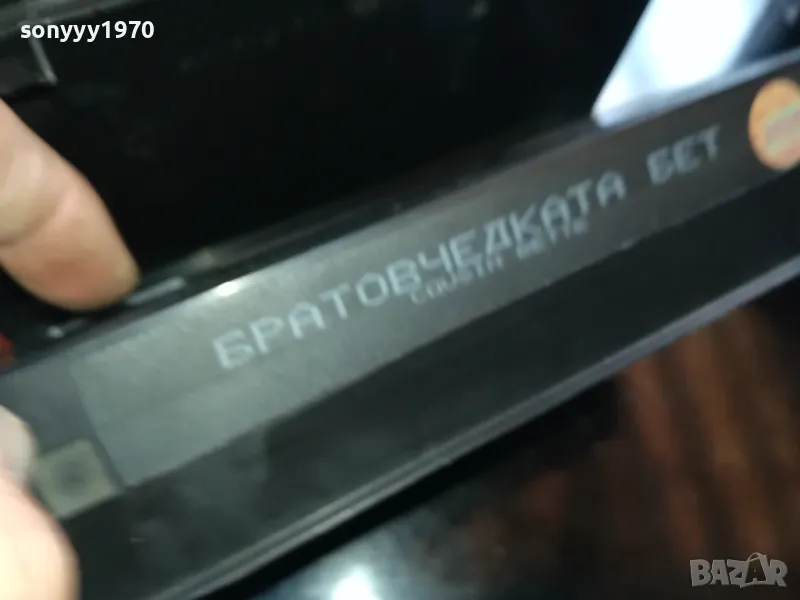 sonyyy1970
БРАТОВЧЕДКАТА БЕТ
COUSIN BETTE
BAZAR